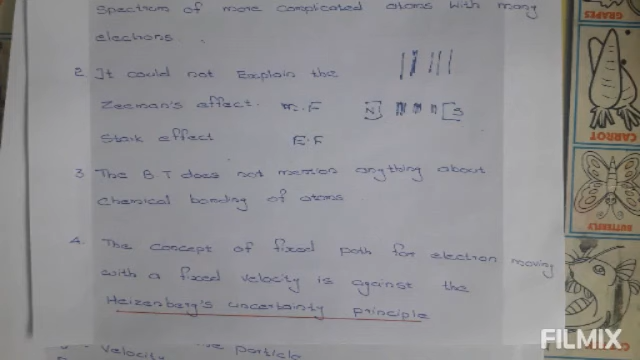 Spectrum of more complicated atoms with many
electrons.
2. It could not Explain the
Zeeman's effect. m.F N S
Stark effect E.F
3 The B T does not mention anything about
chemical bonding of atoms
4. The concept of fixed path for electron moving
with a fixed velocity is against the
Heizenberg's uncertainty principle
velocity particle
GRAPES
CARROT
BUTTERFLY
FILMIX